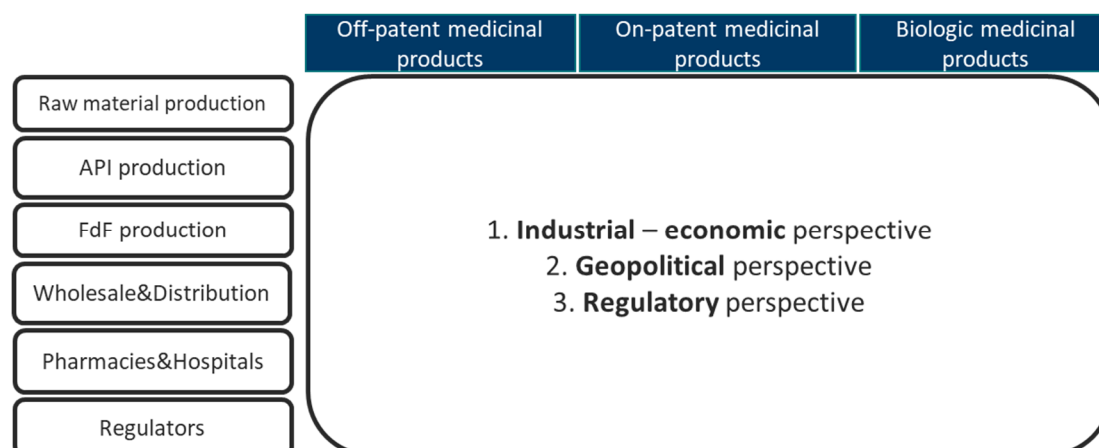 Off-patent medicinal
products
On-patent medicinal
products
Biologic medicinal
products
Raw material production
API production
FdF production
Wholesale&Distribution
Pharmacies&Hospitals
Regulators
1. Industrial – economic perspective
2. Geopolitical perspective
3. Regulatory perspective